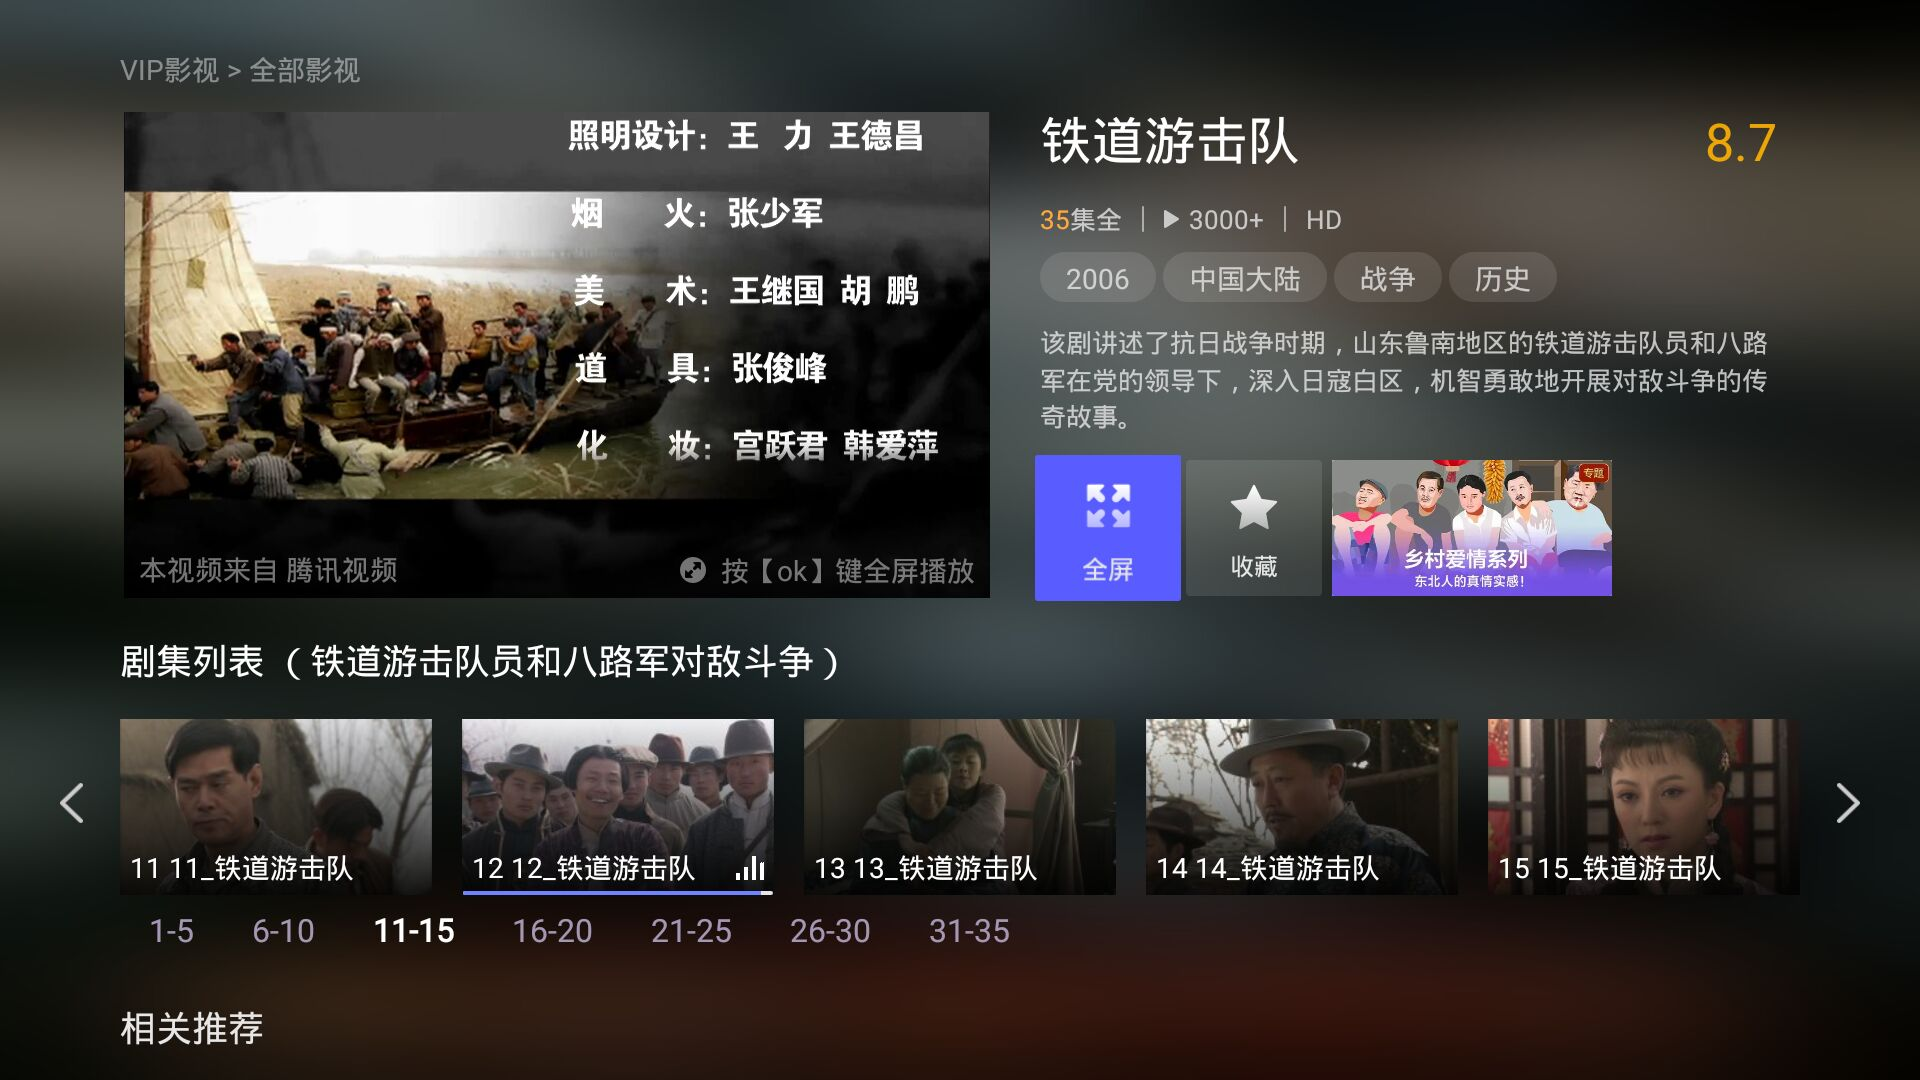 VIP影视 > 全部影视
照明设计: 王 力 王德昌
烟 火: 张少军
美 术: 王继国 胡 鹏
道 具: 张俊峰
化 妆: 宫跃君 韩爱萍
本视频来自 腾讯视频
按【ok】键全屏播放
铁道游击队
8.7
35集全 | 3000+ | HD
2006 中国大陆 战争 历史
该剧讲述了抗日战争时期，山东鲁南地区的铁道游击队员和八路
军在党的领导下，深入日寇白区，机智勇敢地开展对敌斗争的传
奇故事。
全屏
收藏
专题
乡村爱情系列
东北人的真情实感!
剧集列表（铁道游击队员和八路军对敌斗争）
11 11_铁道游击队
12 12_铁道游击队
13 13_铁道游击队
14 14_铁道游击队
15 15_铁道游击队
1-5 6-10 11-15 16-20 21-25 26-30 31-35
相关推荐